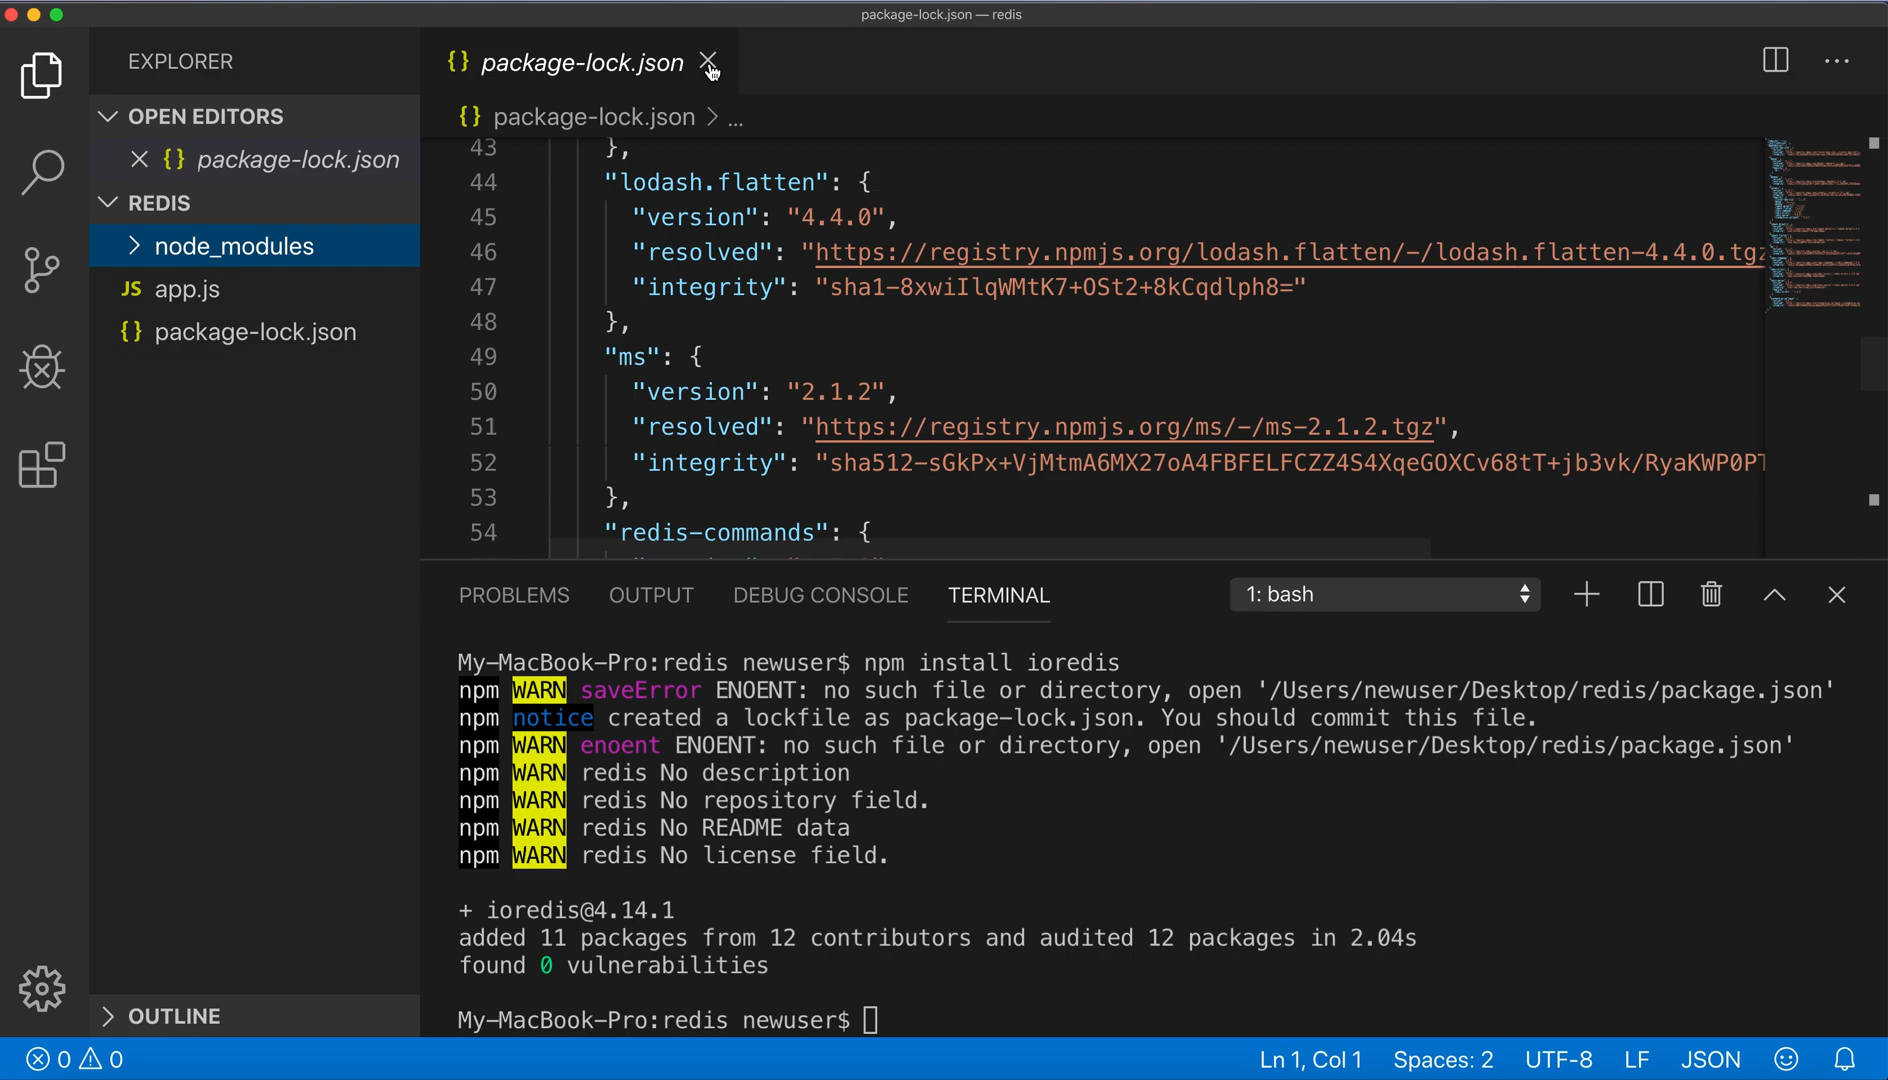 package-lock.json — redis
EXPLORER
OPEN EDITORS
{} package-lock.json
REDIS
node_modules
JS app.js
{} package-lock.json
OUTLINE
{} package-lock.json
{} package-lock.json > ...
43 },
44 "lodash.flatten": {
45 "version": "4.4.0",
46 "resolved": "https://registry.npmjs.org/lodash.flatten/-/lodash.flatten-4.4.0.tgz
47 "integrity": "sha1-8xwiIlqWMtK7+OSt2+8kCqdlph8="
48 },
49 "ms": {
50 "version": "2.1.2",
51 "resolved": "https://registry.npmjs.org/ms/-/ms-2.1.2.tgz",
52 "integrity": "sha512-sGkPx+VjMtmA6MX27oA4FBFELFCZZ4S4XqeGOXCv68tT+jb3vk/RyaKWP0PT
53 },
54 "redis-commands": {
PROBLEMS OUTPUT DEBUG CONSOLE TERMINAL 1: bash
My-MacBook-Pro:redis newuser$ npm install ioredis
npm WARN saveError ENOENT: no such file or directory, open '/Users/newuser/Desktop/redis/package.json'
npm notice created a lockfile as package-lock.json. You should commit this file.
npm WARN enoent ENOENT: no such file or directory, open '/Users/newuser/Desktop/redis/package.json'
npm WARN redis No description
npm WARN redis No repository field.
npm WARN redis No README data
npm WARN redis No license field.
+ ioredis@4.14.1
added 11 packages from 12 contributors and audited 12 packages in 2.04s
found 0 vulnerabilities
My-MacBook-Pro:redis newuser$
0 0 Ln 1, Col 1 Spaces: 2 UTF-8 LF JSON